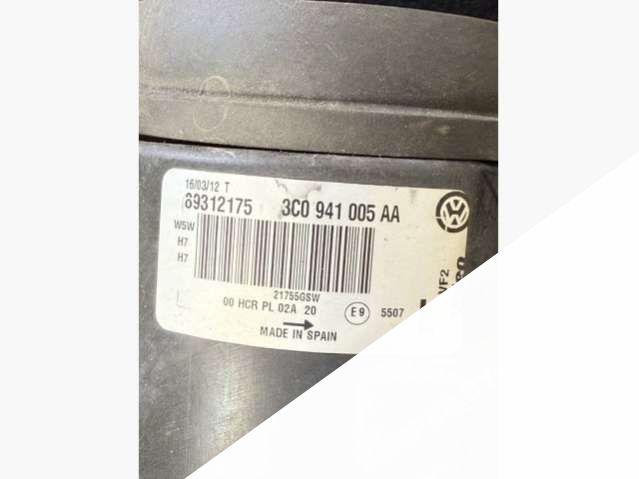 16/03/12 T
89312175 3C0 941 005 AA
W5W
H7
H7
21755GSW
00 HCR PL 02A 20 E9 5507
MADE IN SPAIN